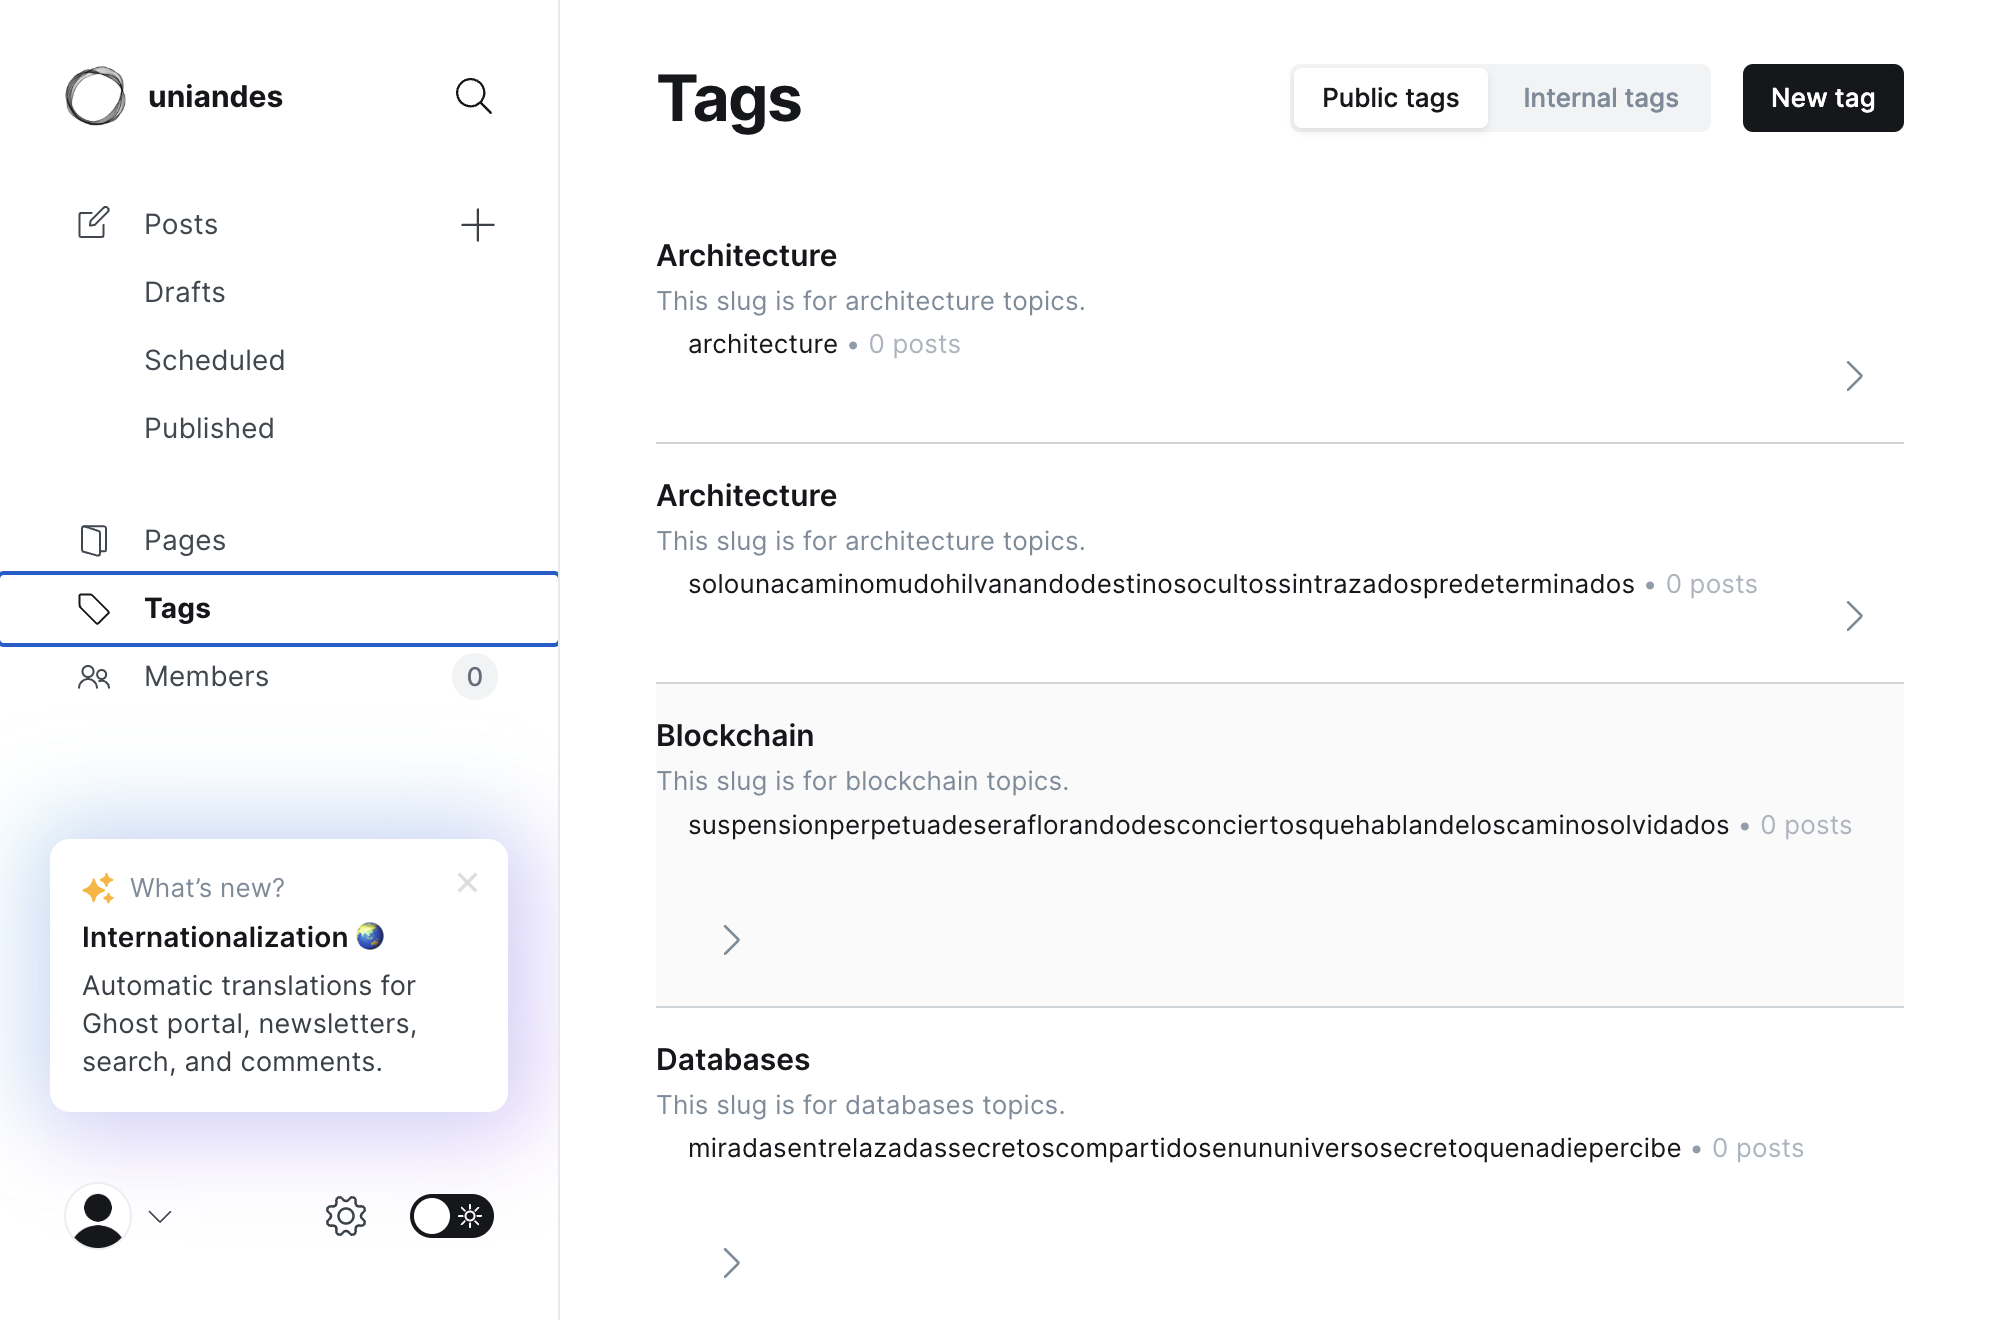 uniandes
Posts
Drafts
Scheduled
Published
Pages
Tags
Members
0
What’s new?
Internationalization 🌏
Automatic translations for
Ghost portal, newsletters,
search, and comments.
Tags
Public tags
Internal tags
New tag
Architecture
This slug is for architecture topics.
architecture • 0 posts
Architecture
This slug is for architecture topics.
solounacaminomudohilvanandodestinosocultossintrazadospredeterminados • 0 posts
Blockchain
This slug is for blockchain topics.
suspensionperpetuadeseraflorandodesconciertosquehablandeloscaminosolvidados • 0 posts
Databases
This slug is for databases topics.
miradasentrelazadassecretoscompartidosenununiversosecretoquenadiepercibe • 0 posts